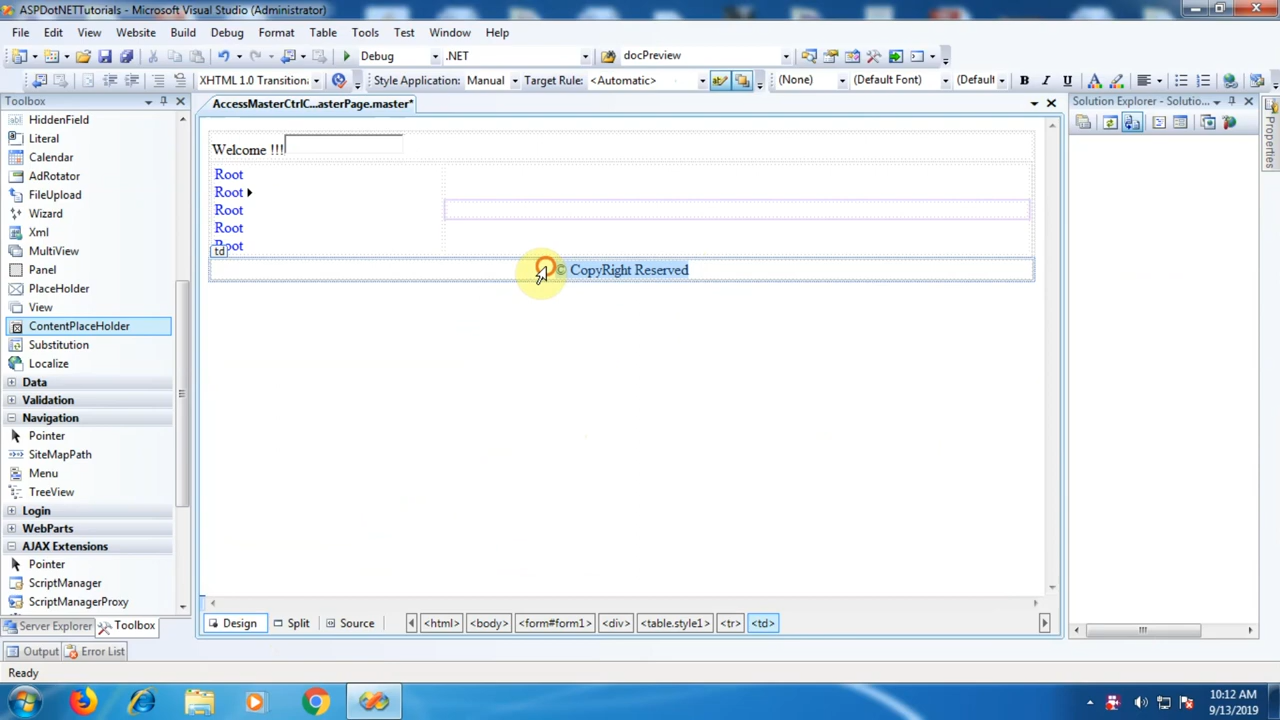 ASPDotNETTutorials - Microsoft Visual Studio (Administrator)
File Edit View Website Build Debug Format Table Tools Test Window Help
Debug .NET docPreview
XHTML 1.0 Transition Style Application: Manual Target Rule: <Automatic> (None) (Default Font) (Default B I U A
Toolbox
AccessMasterCtrlC...asterPage.master*
Solution Explorer - Solutio...
Properties
HiddenField
Literal
Calendar
AdRotator
FileUpload
Wizard
Xml
MultiView
Panel
PlaceHolder
View
ContentPlaceHolder
Substitution
Localize
Data
Validation
Navigation
Pointer
SiteMapPath
Menu
TreeView
Login
WebParts
AJAX Extensions
Pointer
ScriptManager
ScriptManagerProxy
Welcome !!!
Root
Root
Root
Root
Root
td
© CopyRight Reserved
Design Split Source <html> <body> <form#form1> <div> <table.style1> <tr> <td>
Server Explorer Toolbox
Output Error List
Ready
10:12 AM
9/13/2019